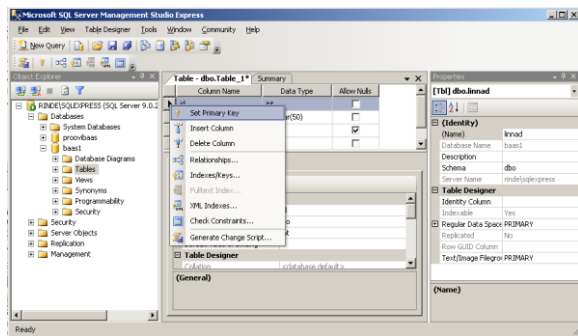 Microsoft SQL Server Management Studio Express
File Edit View Table Designer Tools Window Community Help
New Query
Object Explorer
RINDE\SQLEXPRESS (SQL Server 9.0.2
Databases
System Databases
proovibaas
baas1
Database Diagrams
Tables
Views
Synonyms
Programmability
Security
Security
Server Objects
Replication
Management
Table - dbo.Table_1* Summary
Column Name Data Type Allow Nulls
Set Primary Key
Insert Column
Delete Column
Relationships...
Indexes/Keys...
Fulltext Index...
XML Indexes...
Check Constraints...
Generate Change Script...
Table Designer
Collation <database default>
(General)
Properties
[Tbl] dbo.linnad
(Identity)
(Name) linnad
Database Name baas1
Description
Schema dbo
Server Name rinde\sqlexpress
Table Designer
Identity Column
Indexable Yes
Regular Data Space PRIMARY
Replicated No
Row GUID Column
Text/Image Filegro PRIMARY
(Name)
Ready